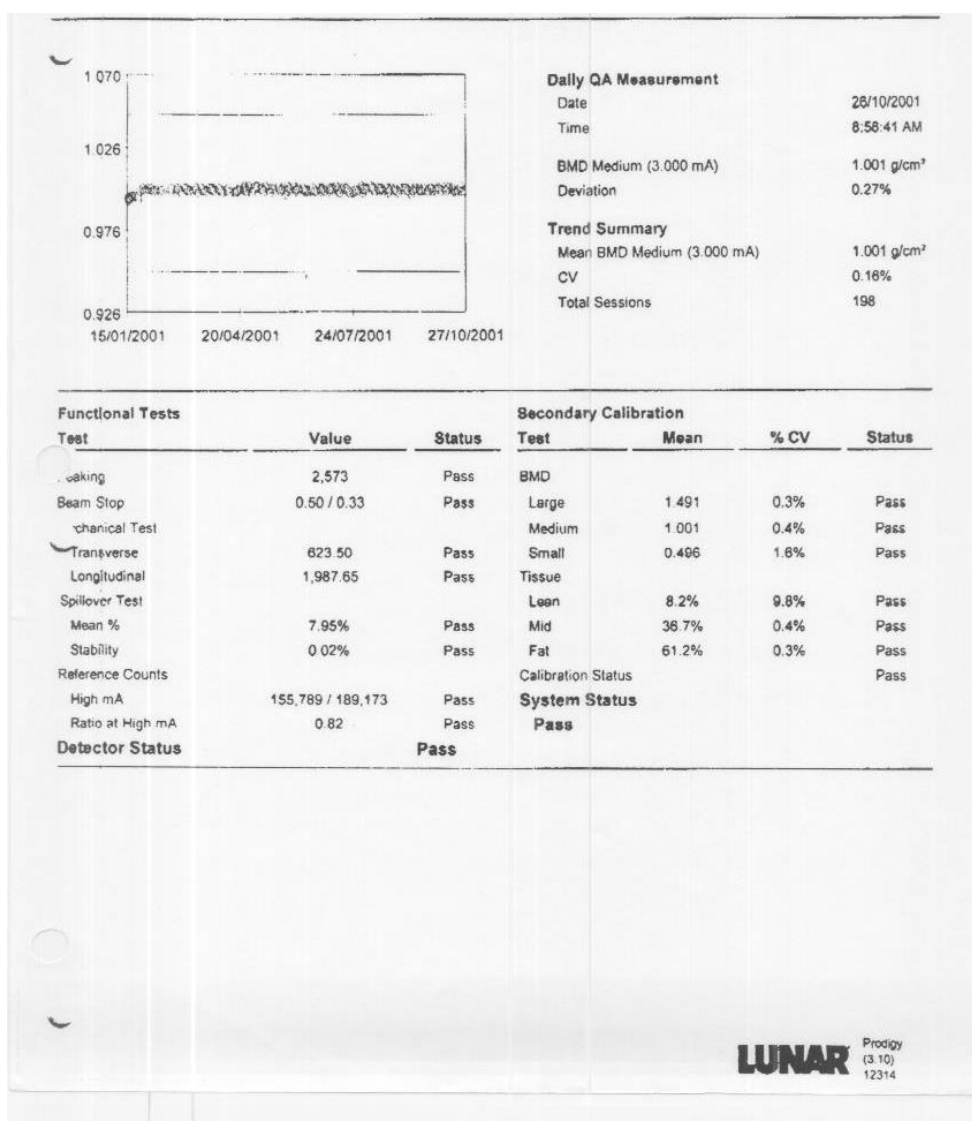 1.070
1.026
0.976
0.926
15/01/2001 20/04/2001 24/07/2001 27/10/2001
Daily QA Measurement
Date 26/10/2001
Time 8:58:41 AM
BMD Medium (3.000 mA) 1.001 g/cm²
Deviation 0.27%
Trend Summary
Mean BMD Medium (3.000 mA) 1.001 g/cm²
CV 0.16%
Total Sessions 198
Functional Tests
Test Value Status
eaking 2,573 Pass
Beam Stop 0.50 / 0.33 Pass
chanical Test
Transverse 623.50 Pass
Longitudinal 1,987.65 Pass
Spillover Test
Mean % 7.95% Pass
Stability 0.02% Pass
Reference Counts
High mA 155,789 / 189,173 Pass
Ratio at High mA 0.82 Pass
Detector Status Pass
Secondary Calibration
Test Mean % CV Status
BMD
Large 1.491 0.3% Pass
Medium 1.001 0.4% Pass
Small 0.496 1.6% Pass
Tissue
Lean 8.2% 9.8% Pass
Mid 36.7% 0.4% Pass
Fat 61.2% 0.3% Pass
Calibration Status Pass
System Status
Pass
LUNAR
Prodigy
(3.10)
12314